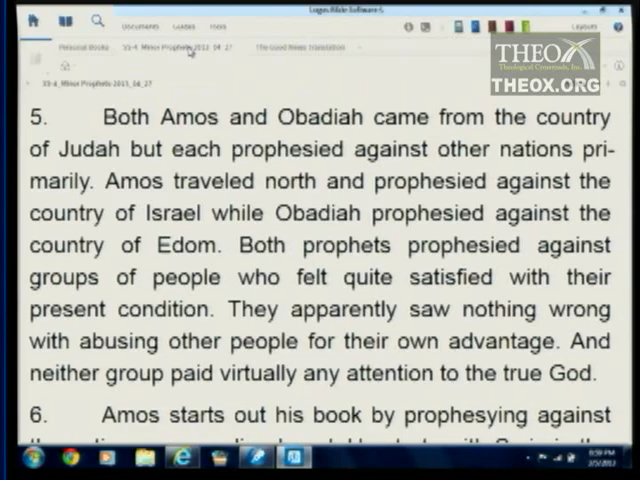 Logos Bible Software 5
Documents Guides Tools
Layouts
Personal Books
The Good News Translation
THEOX
Theological Crossroads, Inc.
THEOX.ORG
5. Both Amos and Obadiah came from the country
of Judah but each prophesied against other nations pri-
marily. Amos traveled north and prophesied against the
country of Israel while Obadiah prophesied against the
country of Edom. Both prophets prophesied against
groups of people who felt quite satisfied with their
present condition. They apparently saw nothing wrong
with abusing other people for their own advantage. And
neither group paid virtually any attention to the true God.
6. Amos starts out his book by prophesying against